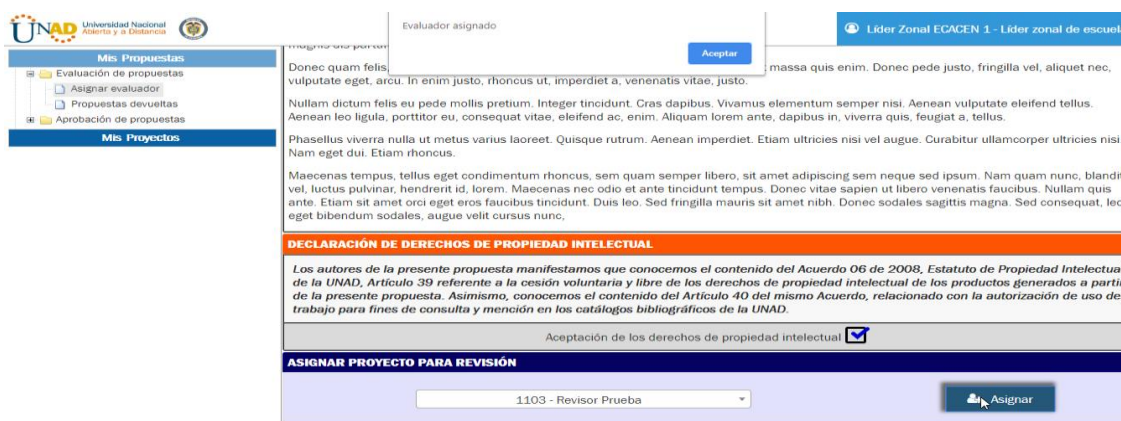 UNAD Universidad Nacional
Abierta y a Distancia
Evaluador asignado
Aceptar
Líder Zonal ECACEN 1 - Líder zonal de escuela
Mis Propuestas
Evaluación de propuestas
Asignar evaluador
Propuestas devueltas
Aprobación de propuestas
Mis Proyectos
Donec quam felis, massa quis enim. Donec pede justo, fringilla vel, aliquet nec,
vulputate eget, arcu. In enim justo, rhoncus ut, imperdiet a, venenatis vitae, justo.
Nullam dictum felis eu pede mollis pretium. Integer tincidunt. Cras dapibus. Vivamus elementum semper nisi. Aenean vulputate eleifend tellus.
Aenean leo ligula, porttitor eu, consequat vitae, eleifend ac, enim. Aliquam lorem ante, dapibus in, viverra quis, feugiat a, tellus.
Phasellus viverra nulla ut metus varius laoreet. Quisque rutrum. Aenean imperdiet. Etiam ultricies nisi vel augue. Curabitur ullamcorper ultricies nisi
Nam eget dui. Etiam rhoncus.
Maecenas tempus, tellus eget condimentum rhoncus, sem quam semper libero, sit amet adipiscing sem neque sed ipsum. Nam quam nunc, blandit
vel, luctus pulvinar, hendrerit id, lorem. Maecenas nec odio et ante tincidunt tempus. Donec vitae sapien ut libero venenatis faucibus. Nullam quis
ante. Etiam sit amet orci eget eros faucibus tincidunt. Duis leo. Sed fringilla mauris sit amet nibh. Donec sodales sagittis magna. Sed consequat, leo
eget bibendum sodales, augue velit cursus nunc,
DECLARACIÓN DE DERECHOS DE PROPIEDAD INTELECTUAL
Los autores de la presente propuesta manifestamos que conocemos el contenido del Acuerdo 06 de 2008, Estatuto de Propiedad Intelectua
de la UNAD, Artículo 39 referente a la cesión voluntaria y libre de los derechos de propiedad intelectual de los productos generados a parti
de la presente propuesta. Asimismo, conocemos el contenido del Artículo 40 del mismo Acuerdo, relacionado con la autorización de uso de
trabajo para fines de consulta y mención en los catálogos bibliográficos de la UNAD.
Aceptación de los derechos de propiedad intelectual
ASIGNAR PROYECTO PARA REVISIÓN
1103 - Revisor Prueba
Asignar